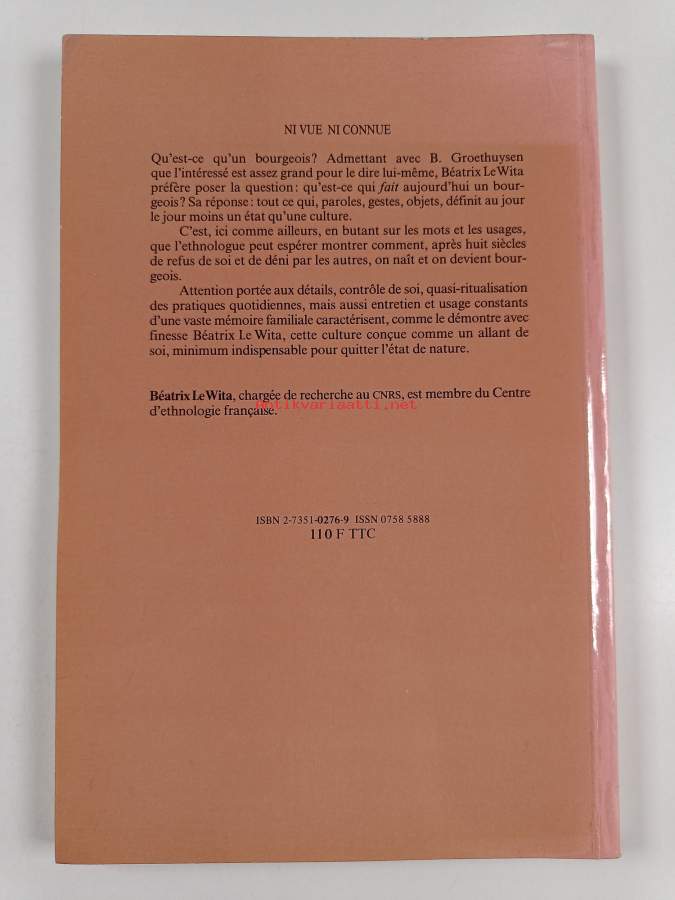 NI VUE NI CONNUE
Qu'est-ce qu'un bourgeois? Admettant avec B. Groethuysen
que l'intéressé est assez grand pour le dire lui-même, Béatrix Le Wita
préfère poser la question: qu'est-ce qui fait aujourd'hui un bour-
geois? Sa réponse: tout ce qui, paroles, gestes, objets, définit au jour
le jour moins un état qu'une culture.
C'est, ici comme ailleurs, en butant sur les mots et les usages,
que l'ethnologue peut espérer montrer comment, après huit siècles
de refus de soi et de déni par les autres, on naît et on devient bour-
geois.
Attention portée aux détails, contrôle de soi, quasi-ritualisation
des pratiques quotidiennes, mais aussi entretien et usage constants
d'une vaste mémoire familiale caractérisent, comme le démontre avec
finesse Béatrix Le Wita, cette culture conçue comme un allant de
soi, minimum indispensable pour quitter l'état de nature.
Béatrix Le Wita, chargée de recherche au CNRS, est membre du Centre
d'ethnologie française.
antikvariaatti.net
ISBN 2-7351-0276-9 ISSN 0758 5888
110 F TTC